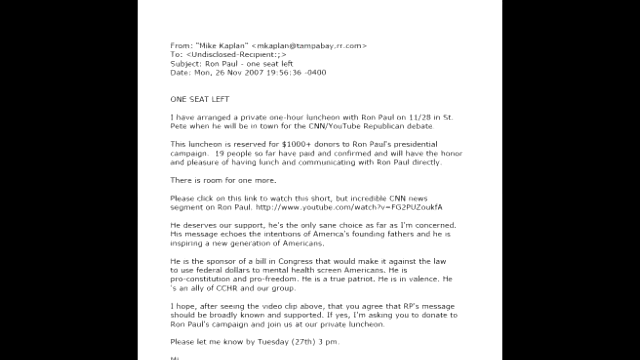 From: "Mike Kaplan" <mkaplan@tampabay.rr.com>
To: <Undisclosed-Recipient:;>
Subject: Ron Paul - one seat left
Date: Mon, 26 Nov 2007 19:56:36 -0400
ONE SEAT LEFT
I have arranged a private one-hour luncheon with Ron Paul on 11/28 in St.
Pete when he will be in town for the CNN/YouTube Republican debate.
This luncheon is reserved for $1000+ donors to Ron Paul's presidential
campaign. 19 people so far have paid and confirmed and will have the honor
and pleasure of having lunch and communicating with Ron Paul directly.
There is room for one more.
Please click on this link to watch this short, but incredible CNN news
segment on Ron Paul. http://www.youtube.com/watch?v=FG2PUZoukfA
He deserves our support, he's the only sane choice as far as I'm concerned.
His message echoes the intentions of America's founding fathers and he is
inspiring a new generation of Americans.
He is the sponsor of a bill in Congress that would make it against the law
to use federal dollars to mental health screen Americans. He is
pro-constitution and pro-freedom. He is a true patriot. He is in valence. He
's an ally of CCHR and our group.
I hope, after seeing the video clip above, that you agree that RP's message
should be broadly known and supported. If yes, I'm asking you to donate to
Ron Paul's campaign and join us at our private luncheon.
Please let me know by Tuesday (27th) 3 pm.